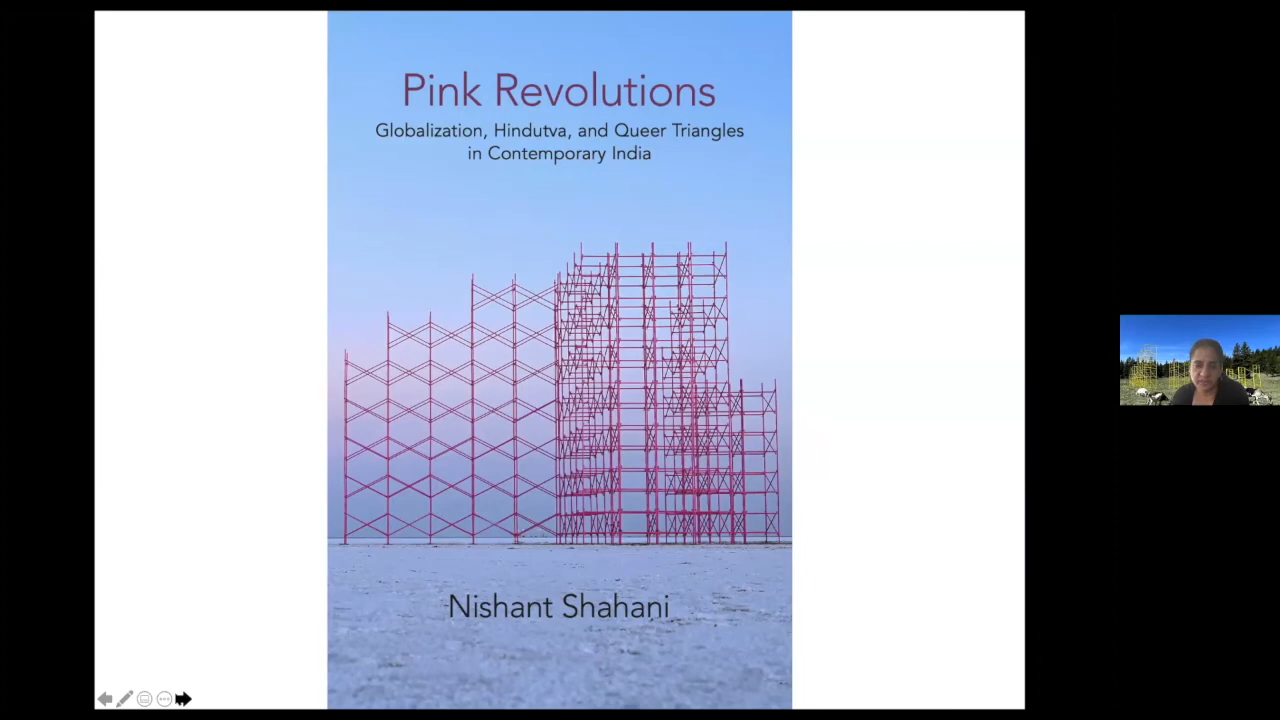 Pink Revolutions
Globalization, Hindutva, and Queer Triangles
in Contemporary India
Nishant Shahani